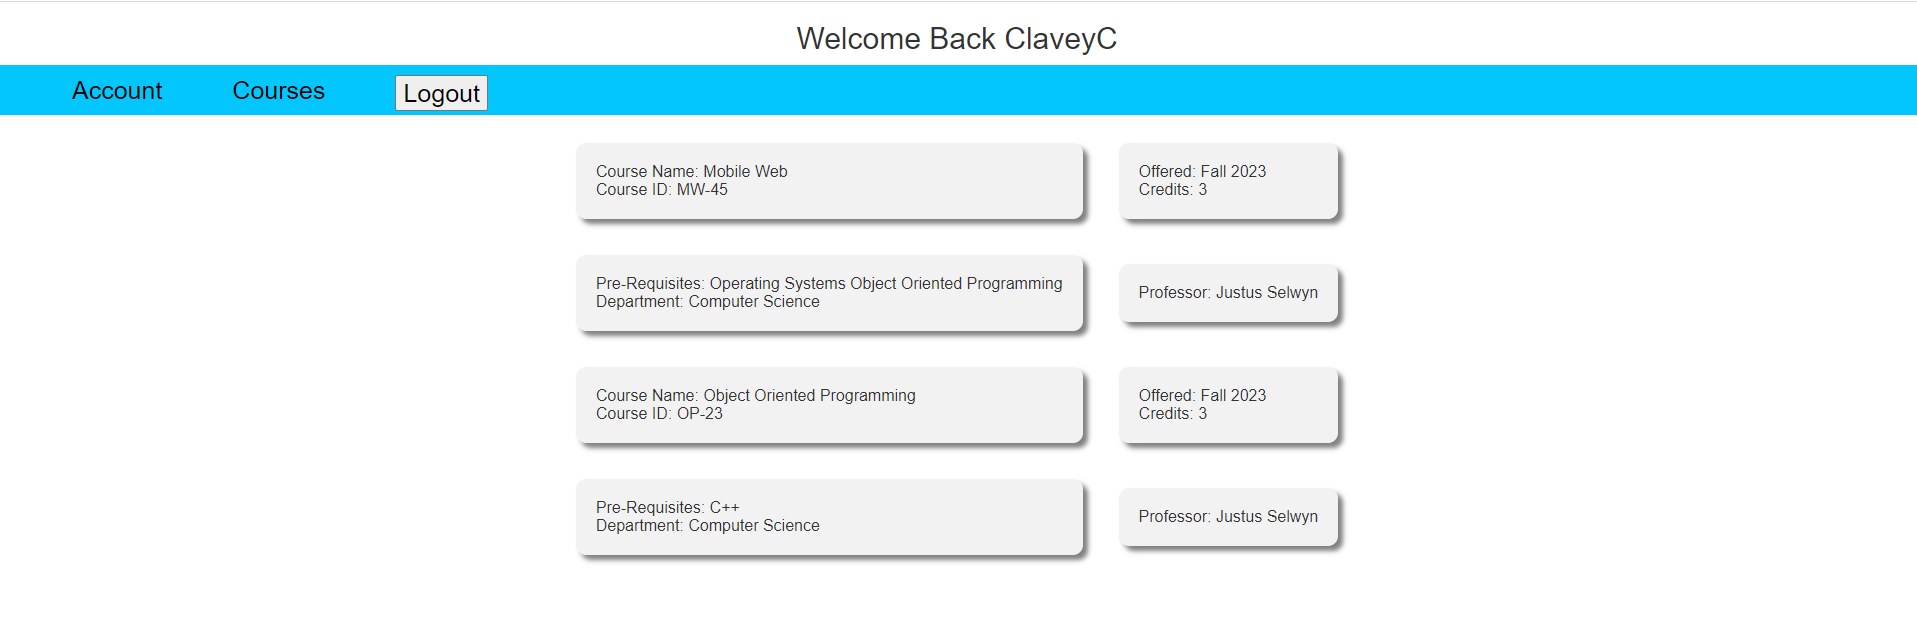 Welcome Back ClaveyC
Account Courses Logout
Course Name: Mobile Web
Course ID: MW-45
Offered: Fall 2023
Credits: 3
Pre-Requisites: Operating Systems Object Oriented Programming
Department: Computer Science
Professor: Justus Selwyn
Course Name: Object Oriented Programming
Course ID: OP-23
Offered: Fall 2023
Credits: 3
Pre-Requisites: C++
Department: Computer Science
Professor: Justus Selwyn